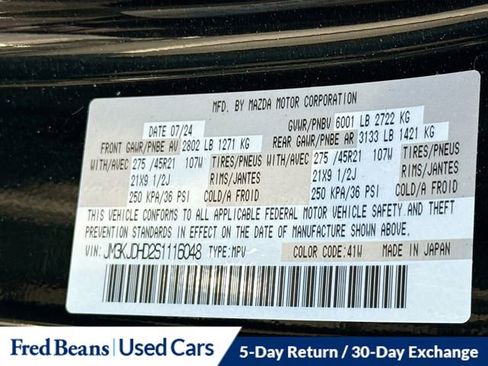 MFD. BY MAZDA MOTOR CORPORATION
DATE 07/24 GVWR/PNBV 6001 LB 2722 KG
FRONT GAWR/PNBE AV 2802 LB 1271 KG REAR GAWR/PNBE AR 3133 LB 1421 KG
WITH/AVEC 275 /45R21 107W TIRES/PNEUS WITH/AVEC 275 /45R21 107W TIRES/PNEUS
21X9 1/2J RIMS/JANTES 21X9 1/2J RIMS/JANTES
250 KPA/36 PSI COLD/A FROID 250 KPA/36 PSI COLD/A FROID
THIS VEHICLE CONFORMS TO ALL APPLICABLE FEDERAL MOTOR VEHICLE SAFETY AND THEFT
PREVENTION STANDARDS IN EFFECT ON THE DATE OF MANUFACTURE SHOWN ABOVE.
VIN: JM3KJDHD2S1116048 TYPE:MPV COLOR CODE:41W MADE IN JAPAN
Fred Beans Used Cars 5-Day Return / 30-Day Exchange